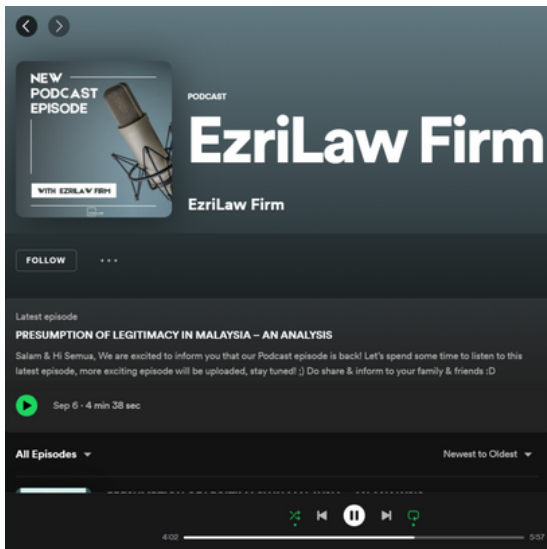 NEW
PODCAST
EPISODE
WITH EZRILAW FIRM
PODCAST
EzriLaw Firm
EzriLaw Firm
FOLLOW
Latest episode
PRESUMPTION OF LEGITIMACY IN MALAYSIA – AN ANALYSIS
Salam & Hi Semua, We are excited to inform you that our Podcast episode is back! Let's spend some time to listen to this
latest episode, more exciting episode will be uploaded, stay tuned! ;) Do share & inform to your family & friends :D
Sep 6 · 4 min 38 sec
All Episodes
Newest to Oldest
4:02
5:57